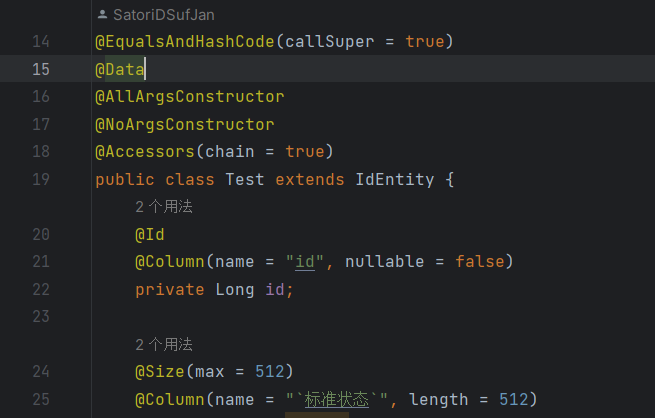 SatoriDSufJan
14 @EqualsAndHashCode(callSuper = true)
15 @Data
16 @AllArgsConstructor
17 @NoArgsConstructor
18 @Accessors(chain = true)
19 public class Test extends IdEntity {
2 个用法
20 @Id
21 @Column(name = "id", nullable = false)
22 private Long id;
23
2 个用法
24 @Size(max = 512)
25 @Column(name = "`标准状态`", length = 512)